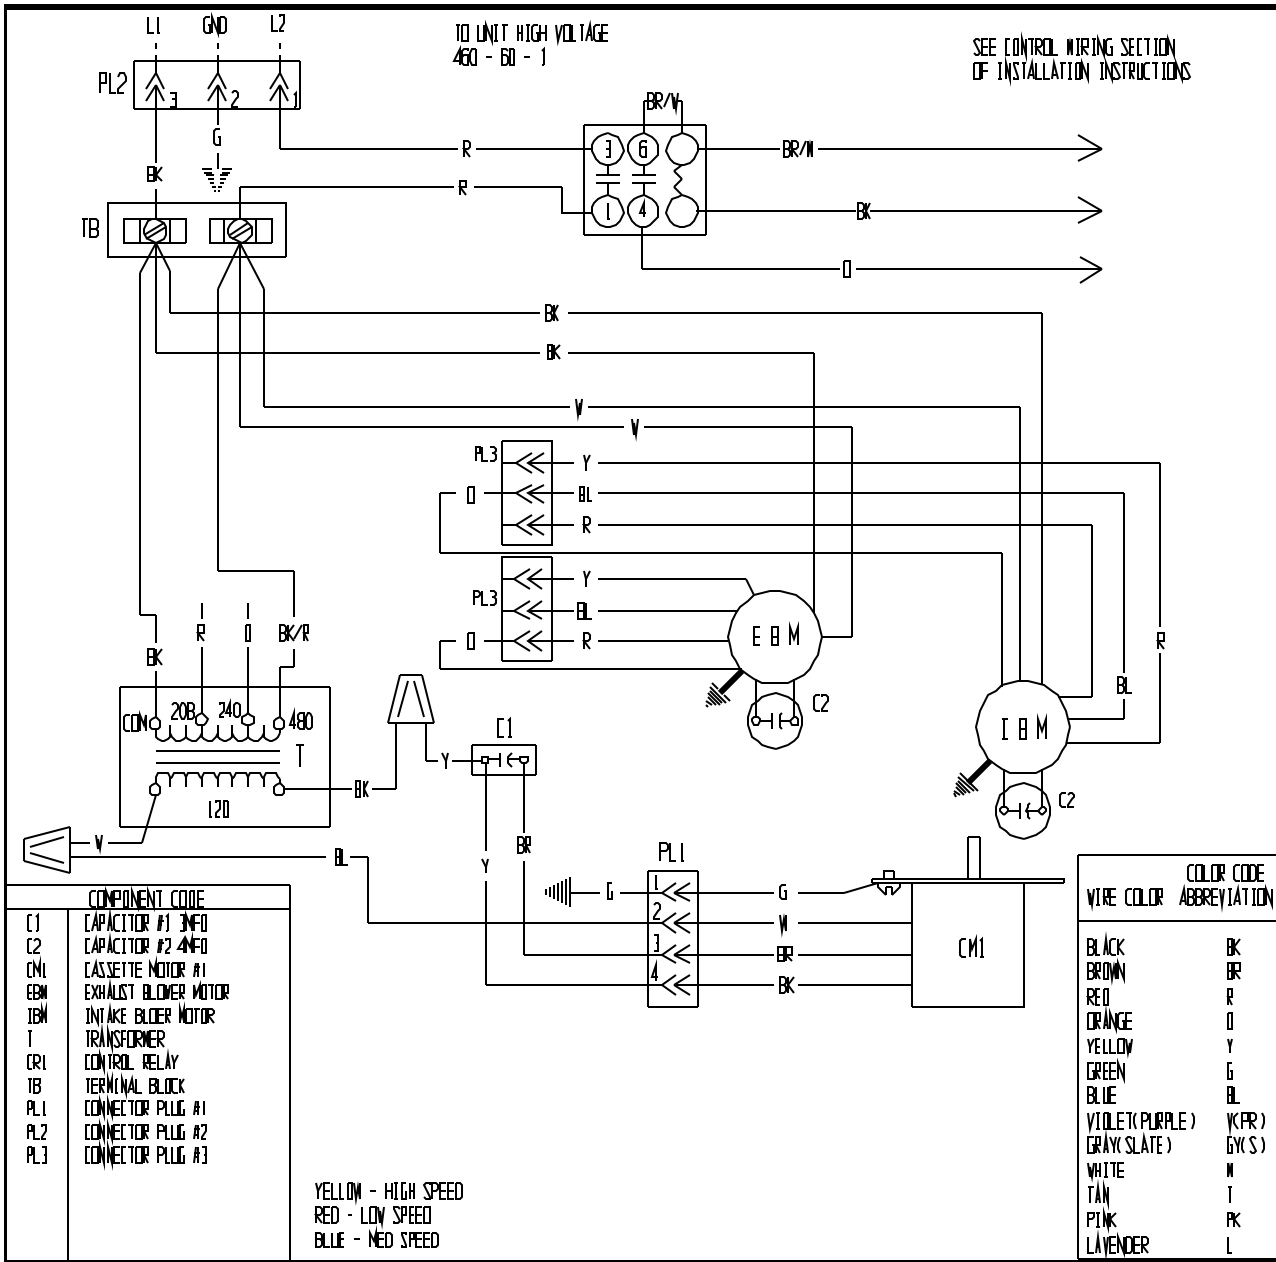 L1 GND L2
TO UNIT HIGH VOLTAGE
460 - 60 - 1
SEE CONTROL WIRING SECTION
OF INSTALLATION INSTRUCTIONS
PL2
3 2 1
BR/W
G
R
3 6
BR/W
BK
R
1 4
BK
TB
O
BK
BK
W
W
PL3
Y
O
BL
R
Y
PL3
BL
O
R
EBM
R O BK/R
BK
R
BL
C2
COM 208 240 480
T
120
C1
IBM
Y
BK
C2
W
BL
BR
Y
PL1
G
1
G
2
W
3
BR
4
BK
CM1
COMPONENT CODE
C1 CAPACITOR #1 3MFD
C2 CAPACITOR #2 4MFD
CM1 CASSETTE MOTOR #1
EBM EXHAUST BLOWER MOTOR
IBM INTAKE BLOER MOTOR
T TRANSFORMER
CR1 CONTROL RELAY
TB TERMINAL BLOCK
PL1 CONNECTOR PLUG #1
PL2 CONNECTOR PLUG #2
PL3 CONNECTOR PLUG #3
YELLOW - HIGH SPEED
RED - LOW SPEED
BLUE - MED SPEED
COLOR CODE
WIRE COLOR ABBREVIATION
BLACK BK
BROWN BR
RED R
ORANGE O
YELLOW Y
GREEN G
BLUE BL
VIOLET(PURPLE) V(PR)
GRAY(SLATE) GY(S)
WHITE W
TAN T
PINK PK
LAVENDER L